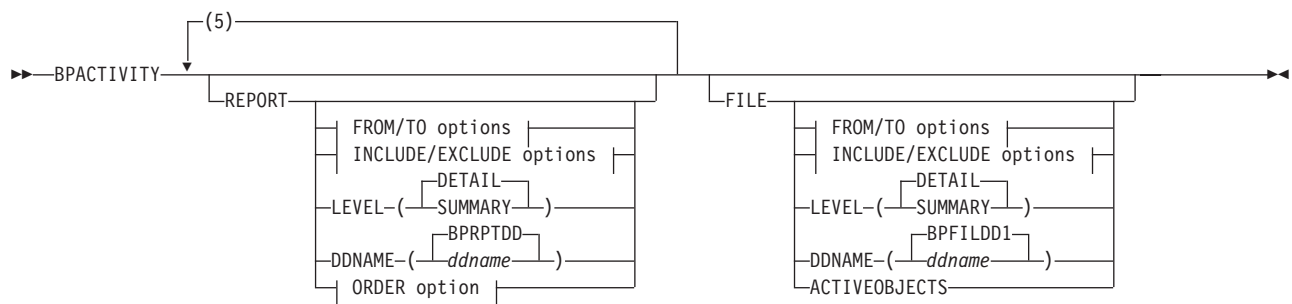 (5)
BPACTIVITY
REPORT
FROM/TO options
INCLUDE/EXCLUDE options
DETAIL
LEVEL ( SUMMARY )
BPRPTDD
DDNAME ( ddname )
ORDER option
FILE
FROM/TO options
INCLUDE/EXCLUDE options
DETAIL
LEVEL ( SUMMARY )
BPFILDD1
DDNAME ( ddname )
ACTIVEOBJECTS